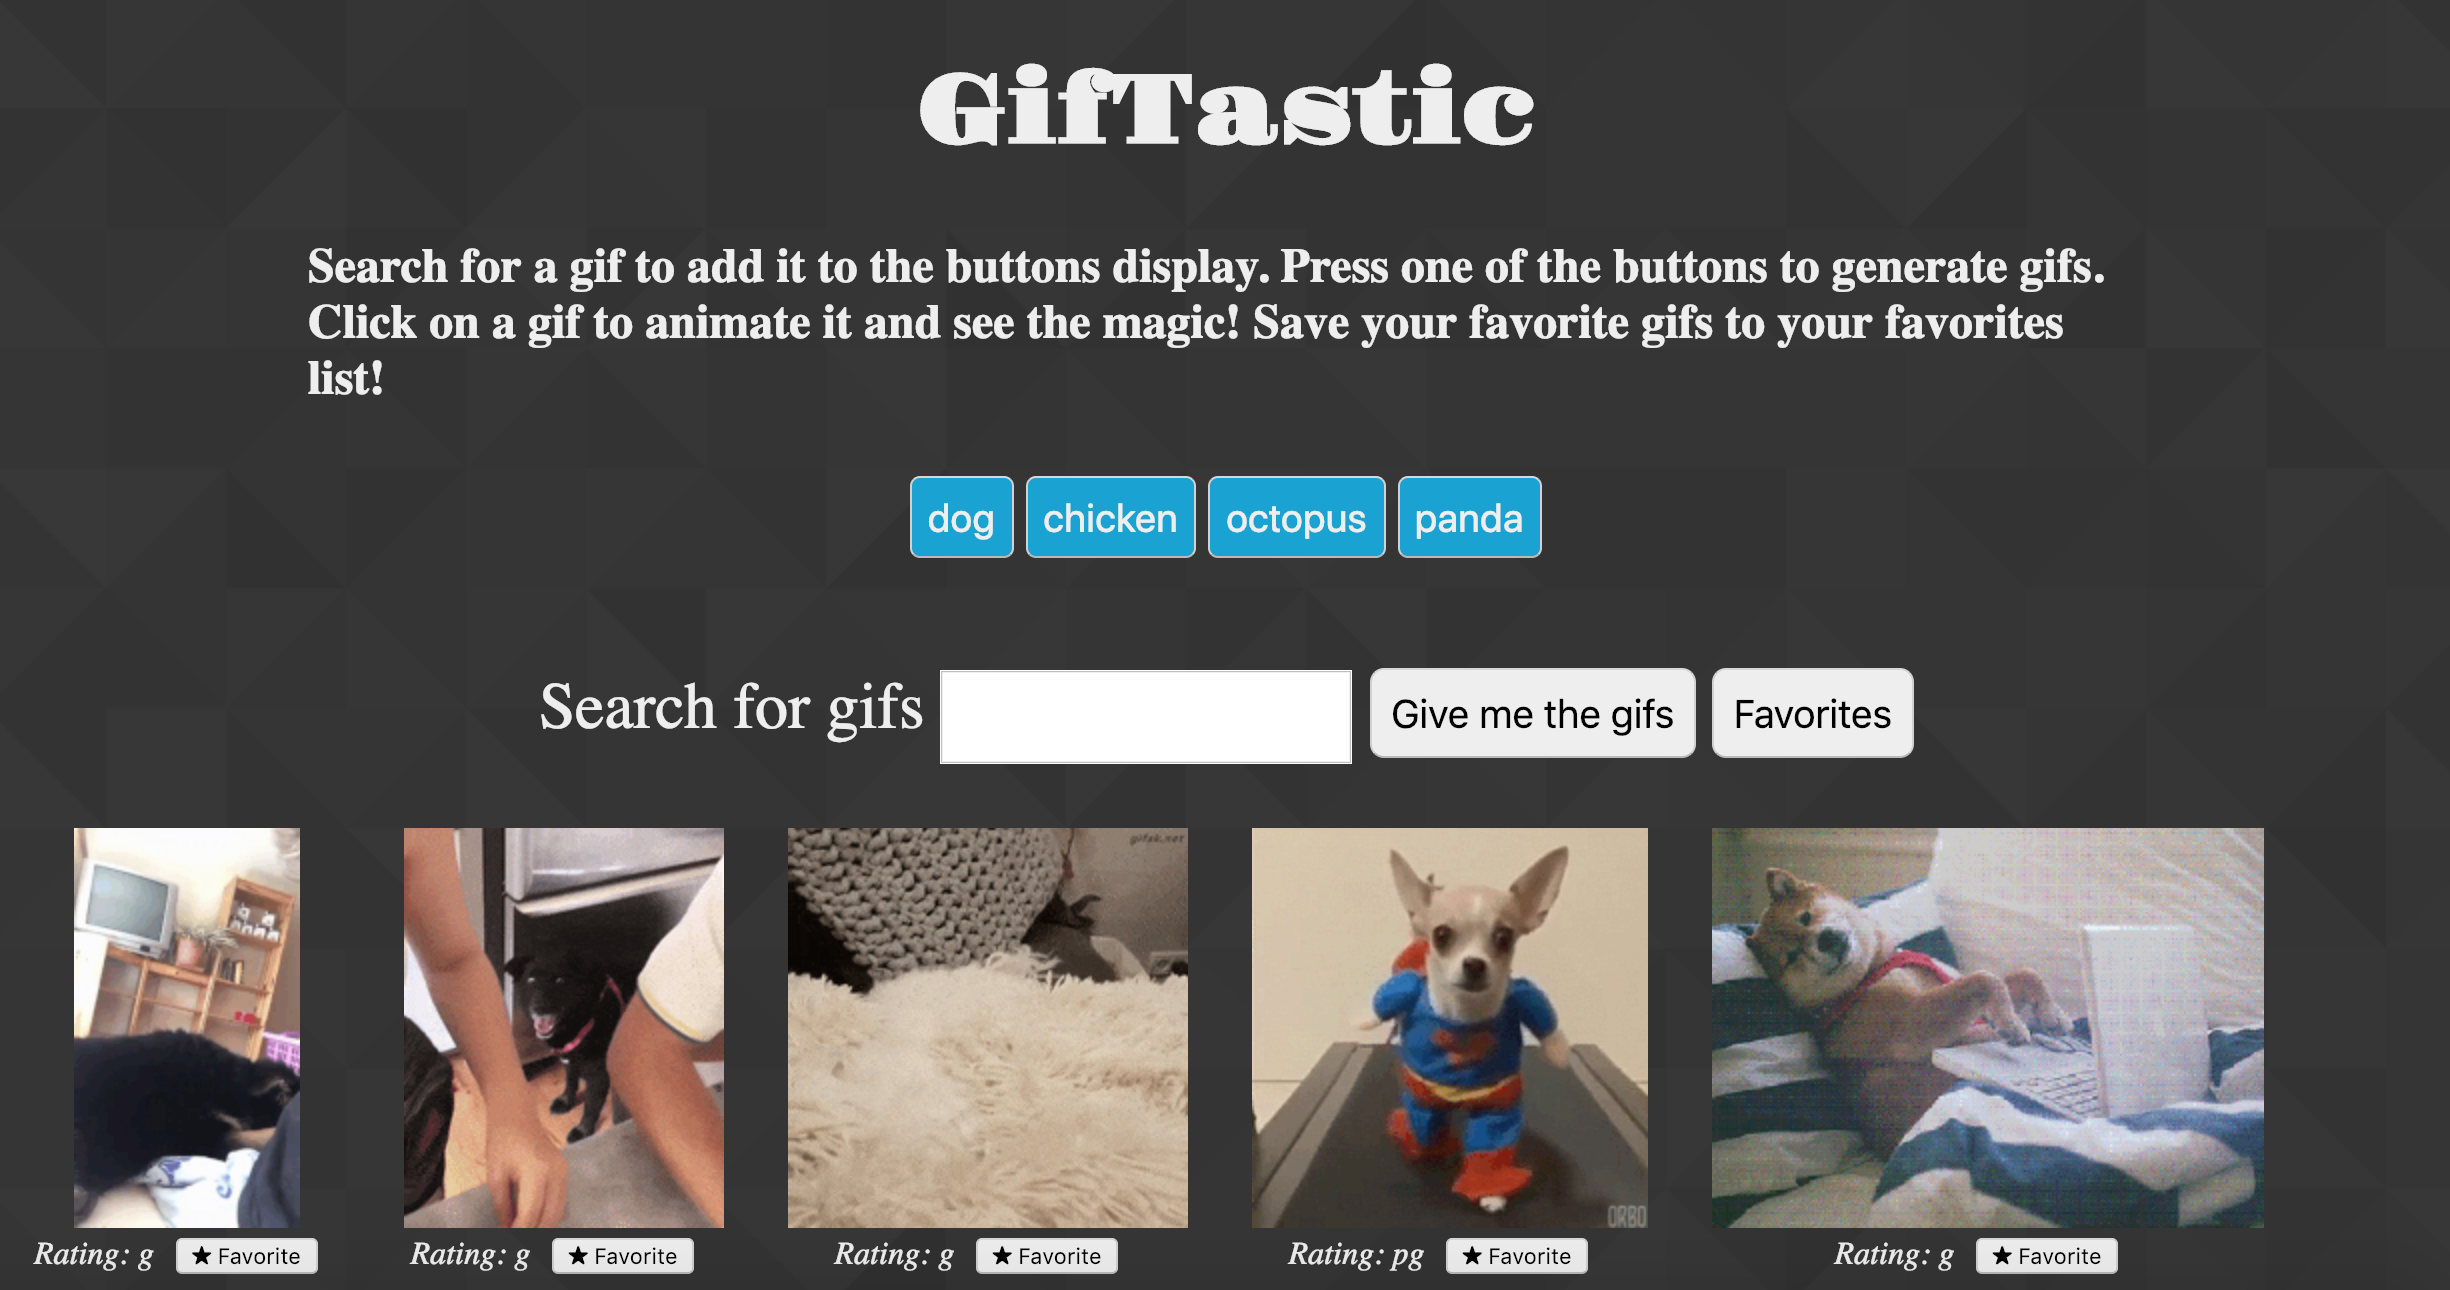 GifTastic
Search for a gif to add it to the buttons display. Press one of the buttons to generate gifs.
Click on a gif to animate it and see the magic! Save your favorite gifs to your favorites
list!
dog chicken octopus panda
Search for gifs Give me the gifs Favorites
gifak.net
ORBO
Rating: g ★ Favorite Rating: g ★ Favorite Rating: g ★ Favorite Rating: pg ★ Favorite Rating: g ★ Favorite